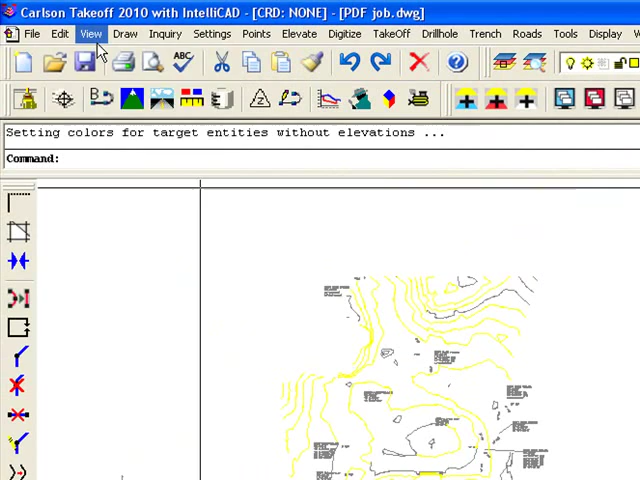 Carlson Takeoff 2010 with IntelliCAD - [CRD: NONE] - [PDF job.dwg]
File Edit View Draw Inquiry Settings Points Elevate Digitize TakeOff Drillhole Trench Roads Tools Display
ABC
Setting colors for target entities without elevations ...
Command: